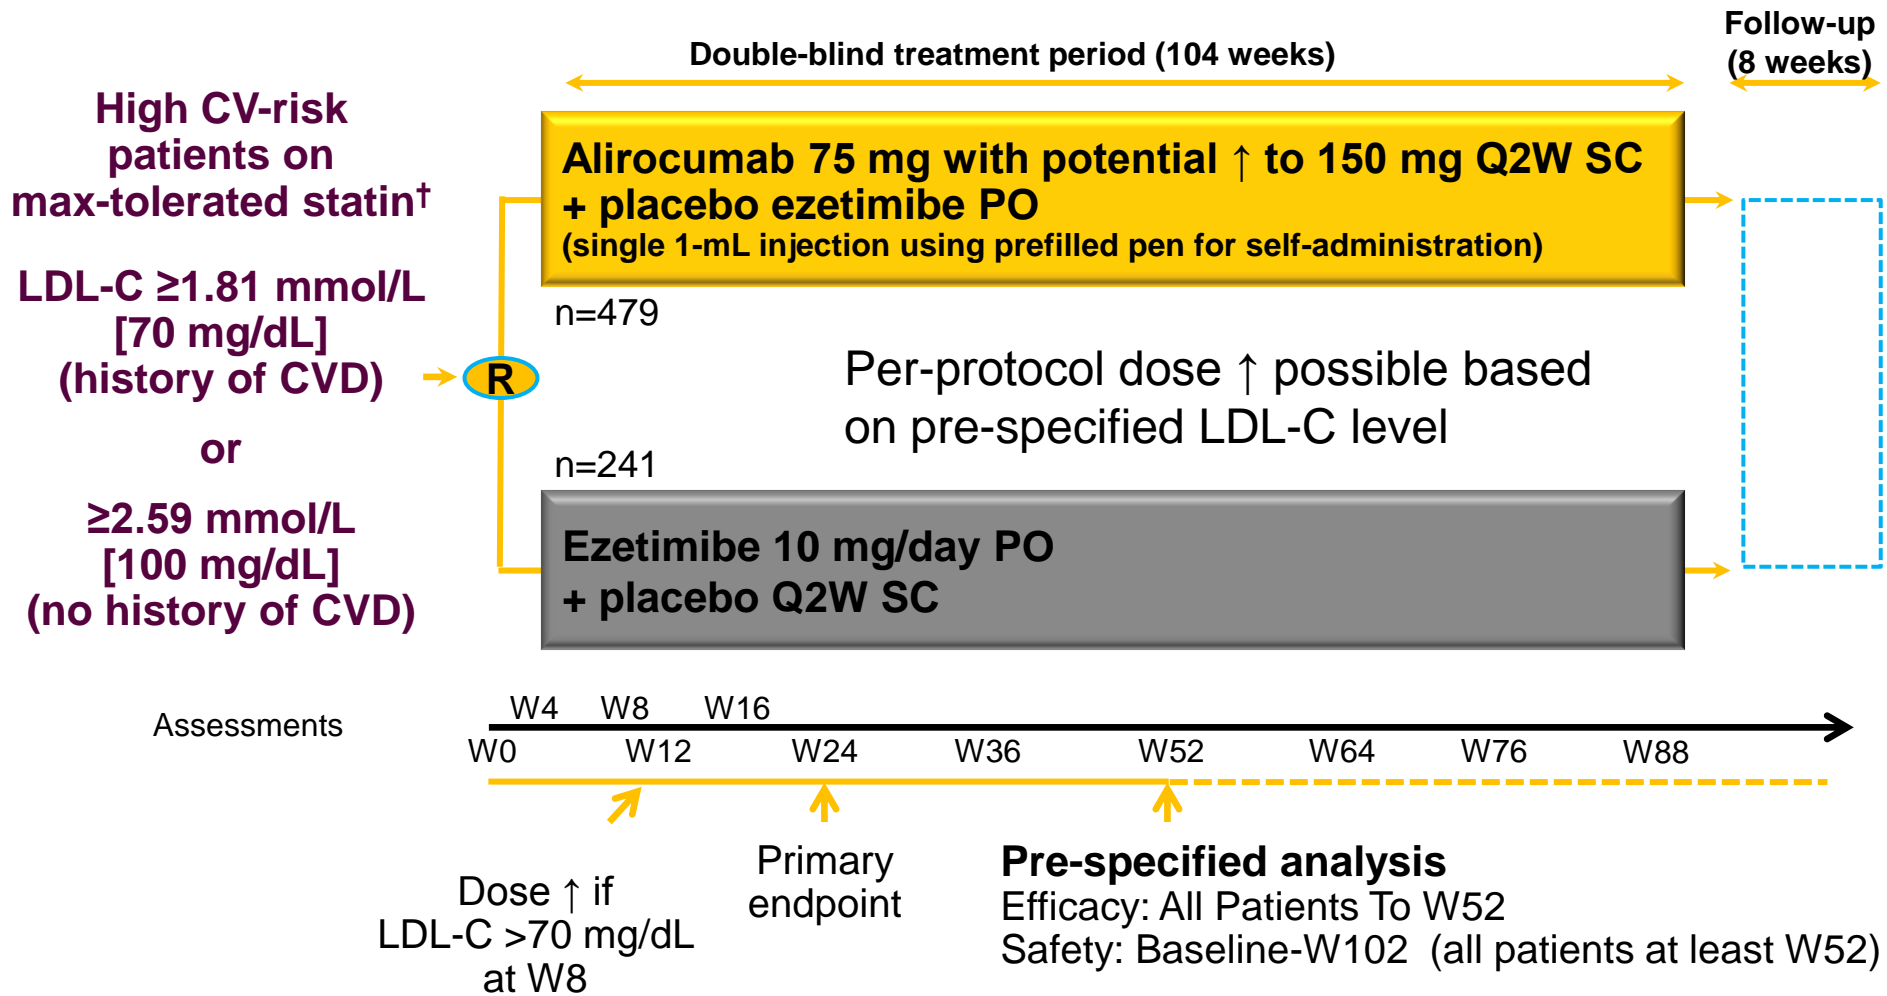 Double-blind treatment period (104 weeks)
Follow-up
(8 weeks)
High CV-risk
patients on
max-tolerated statin†
LDL-C ≥1.81 mmol/L
[70 mg/dL]
(history of CVD)
or
≥2.59 mmol/L
[100 mg/dL]
(no history of CVD)
R
Alirocumab 75 mg with potential ↑ to 150 mg Q2W SC
+ placebo ezetimibe PO
(single 1-mL injection using prefilled pen for self-administration)
n=479
Per-protocol dose ↑ possible based
on pre-specified LDL-C level
n=241
Ezetimibe 10 mg/day PO
+ placebo Q2W SC
Assessments
W4 W8 W16
W0 W12 W24 W36 W52 W64 W76 W88
Dose ↑ if
LDL-C >70 mg/dL
at W8
Primary
endpoint
Pre-specified analysis
Efficacy: All Patients To W52
Safety: Baseline-W102 (all patients at least W52)